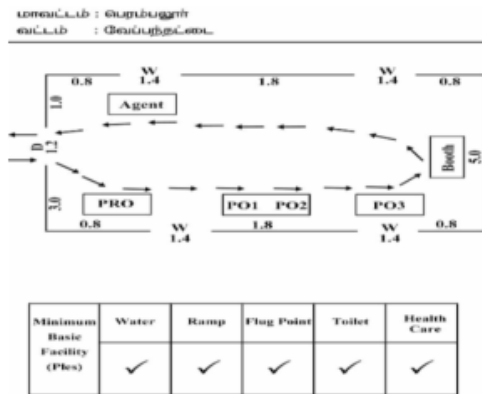 மாவட்டம் : பெரம்பலூர்
வட்டம் : வேப்பந்தட்டை
W W
0.8 1.4 1.8 1.4 0.8
1.0
Agent
D
1.2
Booth
5.0
3.0
PRO PO1 PO2 PO3
0.8 W 1.8 W 0.8
1.4 1.4
Minimum Basic Facility (Ples) Water Ramp Flug Point Toilet Health Care
✓ ✓ ✓ ✓ ✓